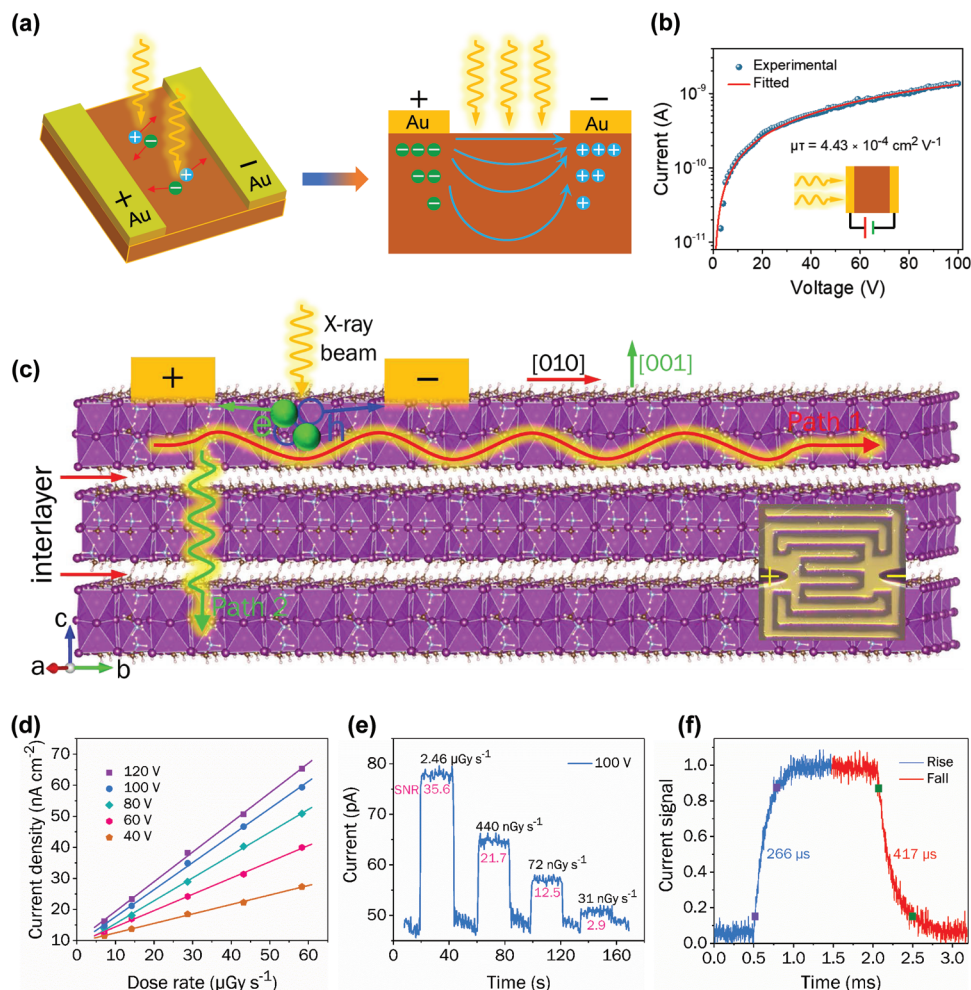 (a)
+
Au
−
Au
+
−
Au
Au
(b)
Experimental
Fitted
μτ = 4.43 × 10⁻⁴ cm² V⁻¹
Current (A)
10⁻⁹
10⁻¹⁰
10⁻¹¹
0 20 40 60 80 100
Voltage (V)
(c)
X-ray
beam
+
−
[010]
[001]
e
h
Path 1
interlayer
Path 2
c
a
b
+
−
(d)
120 V
100 V
80 V
60 V
40 V
Current density (nA cm⁻²)
70
60
50
40
30
20
10
0 10 20 30 40 50 60
Dose rate (μGy s⁻¹)
(e)
2.46 μGy s⁻¹
100 V
SNR
35.6
440 nGy s⁻¹
21.7
72 nGy s⁻¹
12.5
31 nGy s⁻¹
2.9
Current (pA)
80
70
60
50
0 40 80 120 160
Time (s)
(f)
Rise
Fall
266 μs
417 μs
Current signal
1.0
0.8
0.6
0.4
0.2
0.0
0.0 0.5 1.0 1.5 2.0 2.5 3.0
Time (ms)